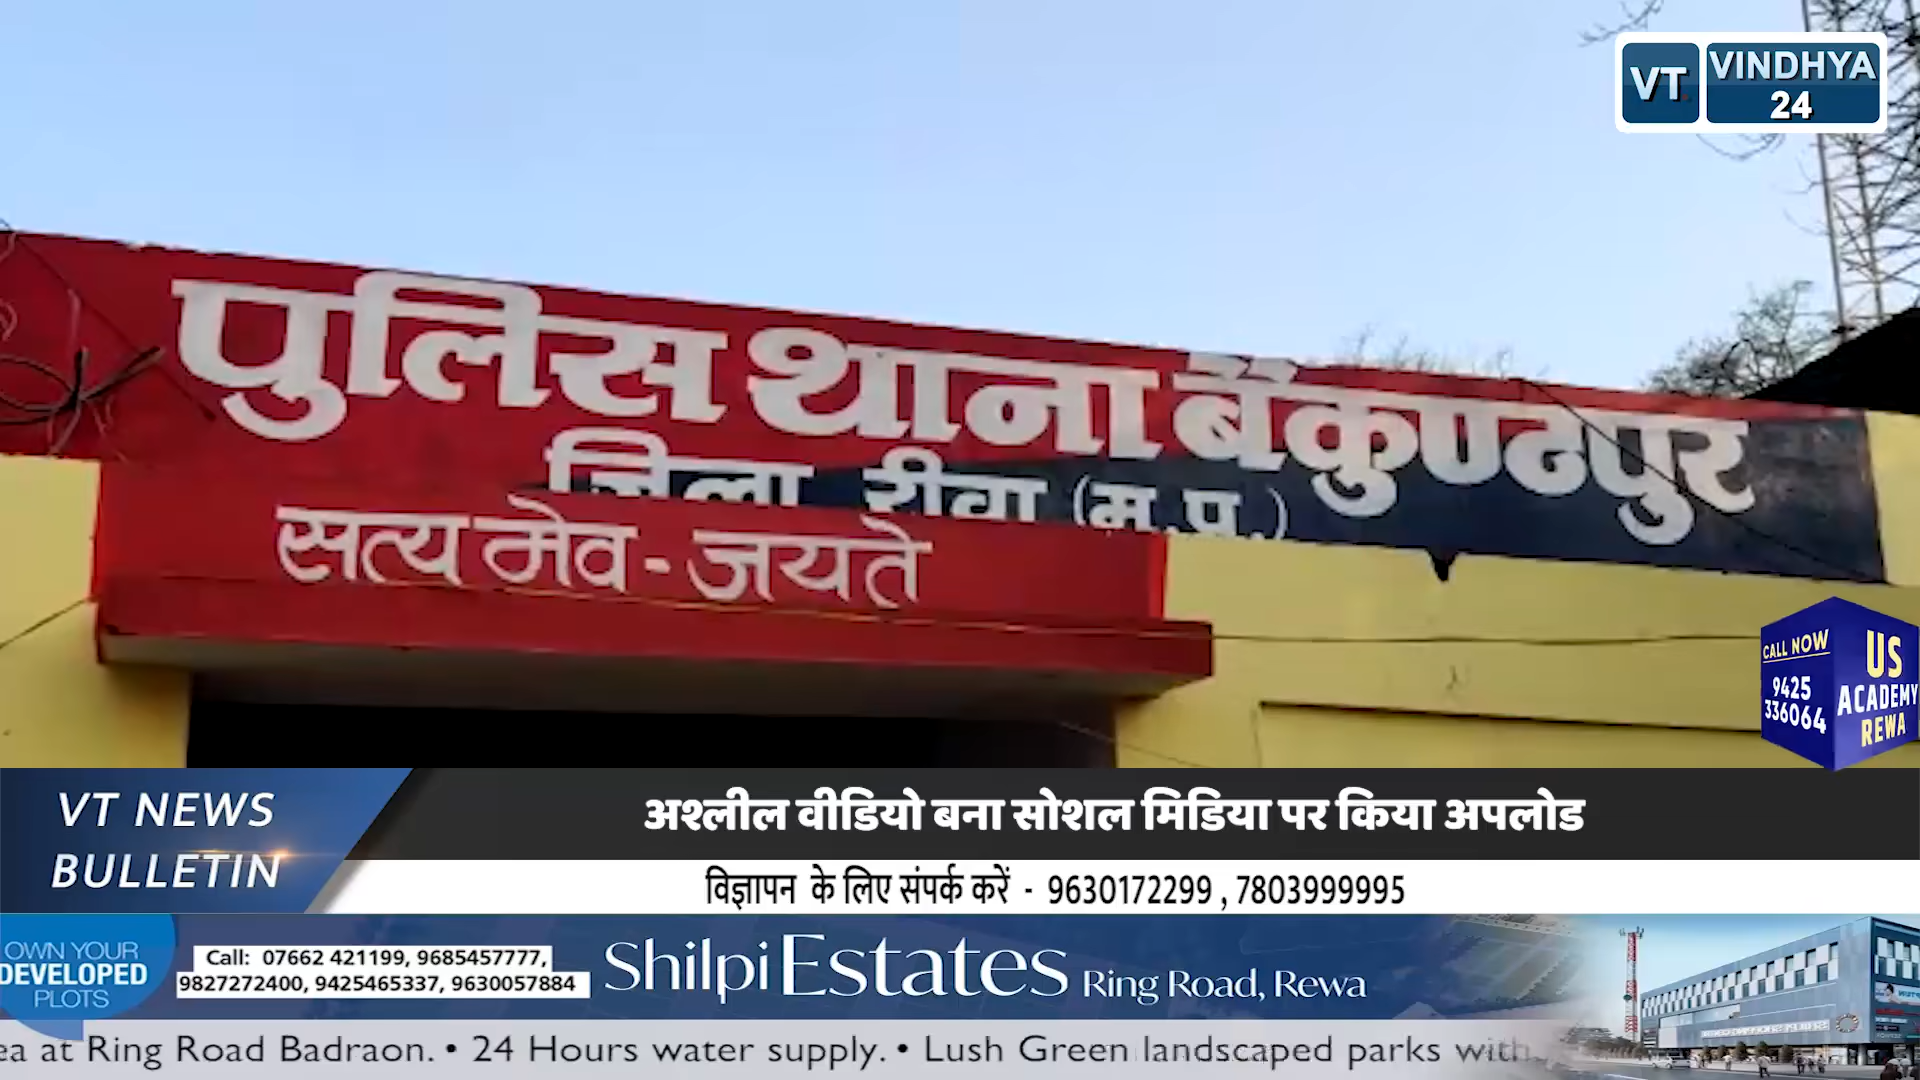 VT VINDHYA
24
पुलिस थाना बैंकुण्ठपुर
जिला रीवा (म.प्र.)
सत्य मेव - जयते
CALL NOW
9425
336064
US
ACADEMY
REWA
VT NEWS
BULLETIN
अश्लील वीडियो बना सोशल मिडिया पर किया अपलोड
विज्ञापन के लिए संपर्क करें - 9630172299 , 7803999995
OWN YOUR
DEVELOPED
PLOTS
Call: 07662 421199, 9685457777,
9827272400, 9425465337, 9630057884
Shilpi Estates Ring Road, Rewa
ea at Ring Road Badraon. • 24 Hours water supply. • Lush Green landscaped parks with